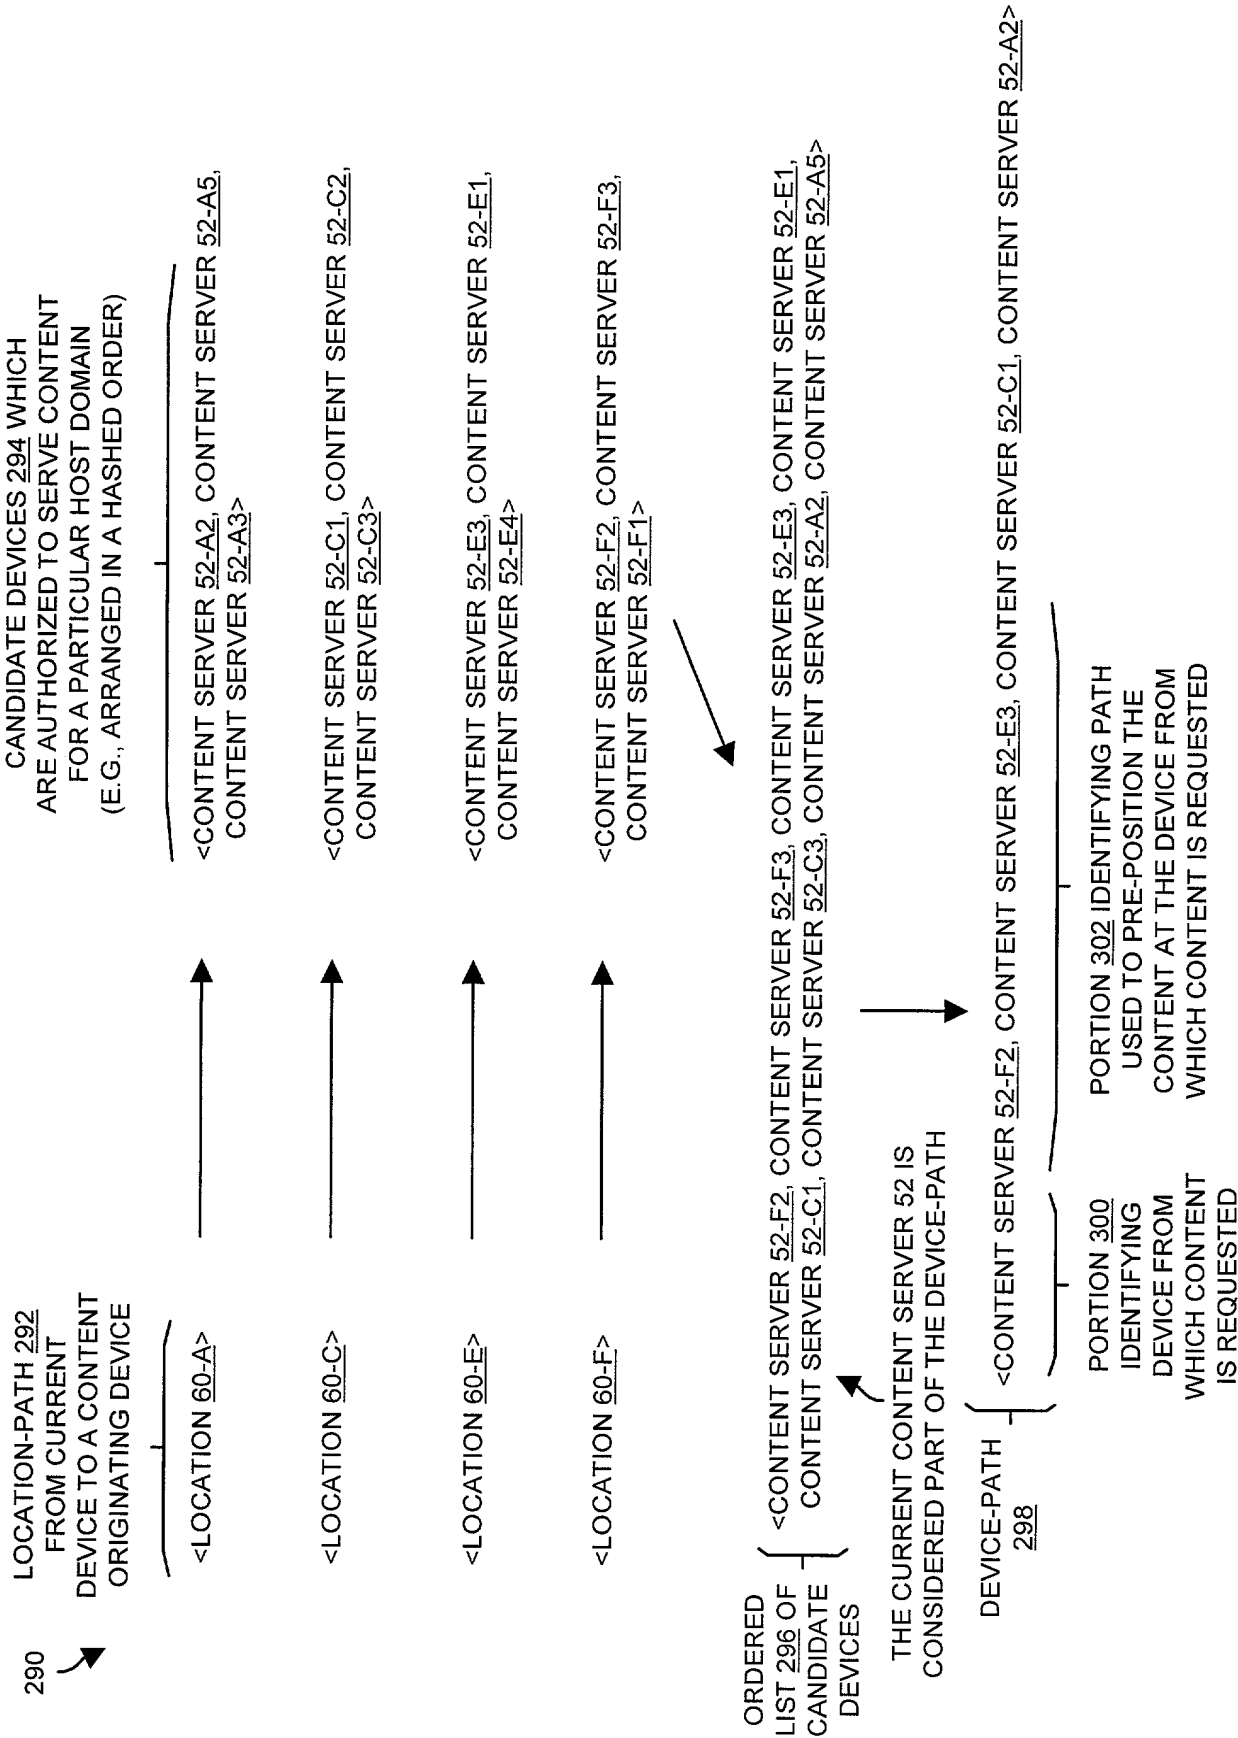 290
LOCATION-PATH 292
FROM CURRENT
DEVICE TO A CONTENT
ORIGINATING DEVICE
CANDIDATE DEVICES 294 WHICH
ARE AUTHORIZED TO SERVE CONTENT
FOR A PARTICULAR HOST DOMAIN
(E.G., ARRANGED IN A HASHED ORDER)
<LOCATION 60-A>
<CONTENT SERVER 52-A2, CONTENT SERVER 52-A5,
CONTENT SERVER 52-A3>
<LOCATION 60-C>
<CONTENT SERVER 52-C1, CONTENT SERVER 52-C2,
CONTENT SERVER 52-C3>
<LOCATION 60-E>
<CONTENT SERVER 52-E3, CONTENT SERVER 52-E1,
CONTENT SERVER 52-E4>
<LOCATION 60-F>
<CONTENT SERVER 52-F2, CONTENT SERVER 52-F3,
CONTENT SERVER 52-F1>
ORDERED
LIST 296 OF
CANDIDATE
DEVICES
<CONTENT SERVER 52-F2, CONTENT SERVER 52-F3, CONTENT SERVER 52-E3, CONTENT SERVER 52-E1,
CONTENT SERVER 52-C1, CONTENT SERVER 52-C3, CONTENT SERVER 52-A2, CONTENT SERVER 52-A5>
THE CURRENT CONTENT SERVER 52 IS
CONSIDERED PART OF THE DEVICE-PATH
DEVICE-PATH
298
<CONTENT SERVER 52-F2, CONTENT SERVER 52-E3, CONTENT SERVER 52-C1, CONTENT SERVER 52-A2>
PORTION 300
IDENTIFYING
DEVICE FROM
WHICH CONTENT
IS REQUESTED
PORTION 302 IDENTIFYING PATH
USED TO PRE-POSITION THE
CONTENT AT THE DEVICE FROM
WHICH CONTENT IS REQUESTED